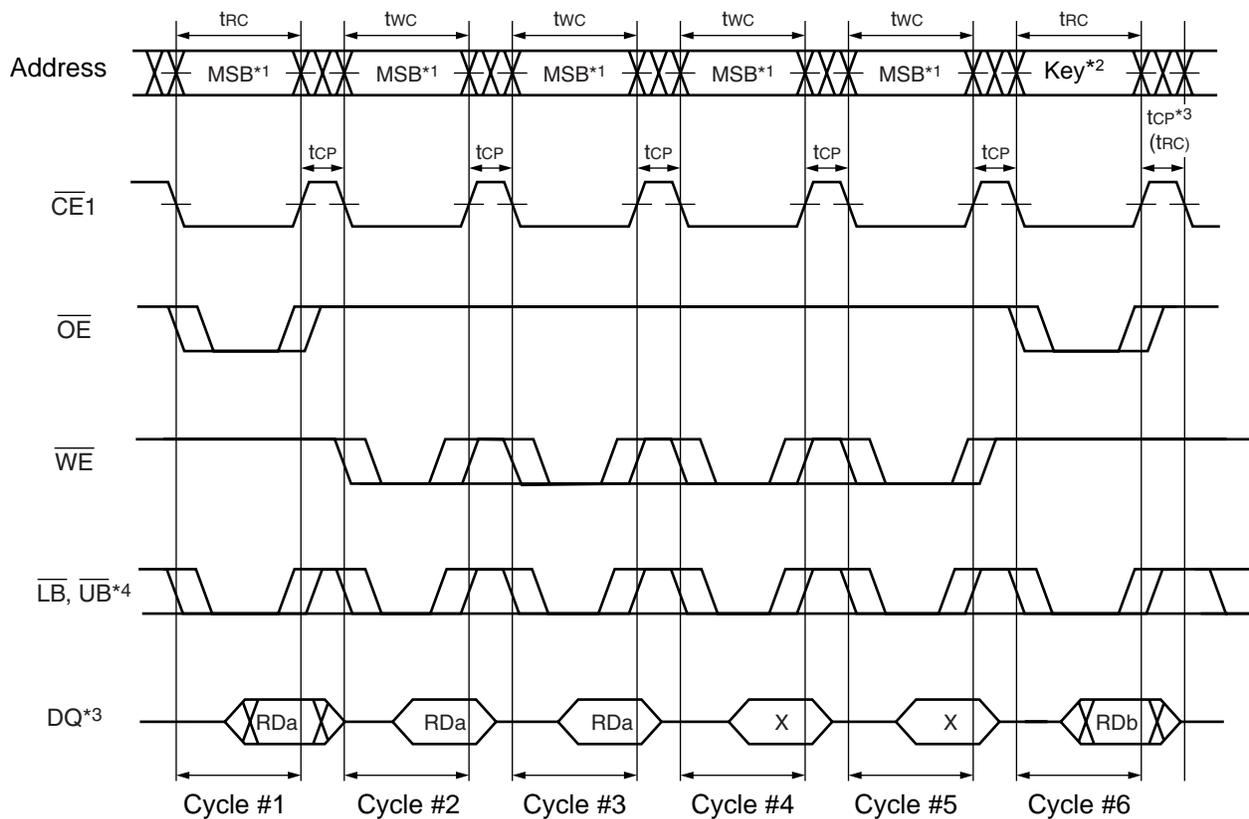 tRC tWC tWC tWC tWC tRC
Address MSB*1 MSB*1 MSB*1 MSB*1 MSB*1 Key*2
tCP tCP tCP tCP tCP tCP*3
(tRC)
CE1
OE
WE
LB, UB*4
DQ*3 RDa RDa RDa X X RDb
Cycle #1 Cycle #2 Cycle #3 Cycle #4 Cycle #5 Cycle #6